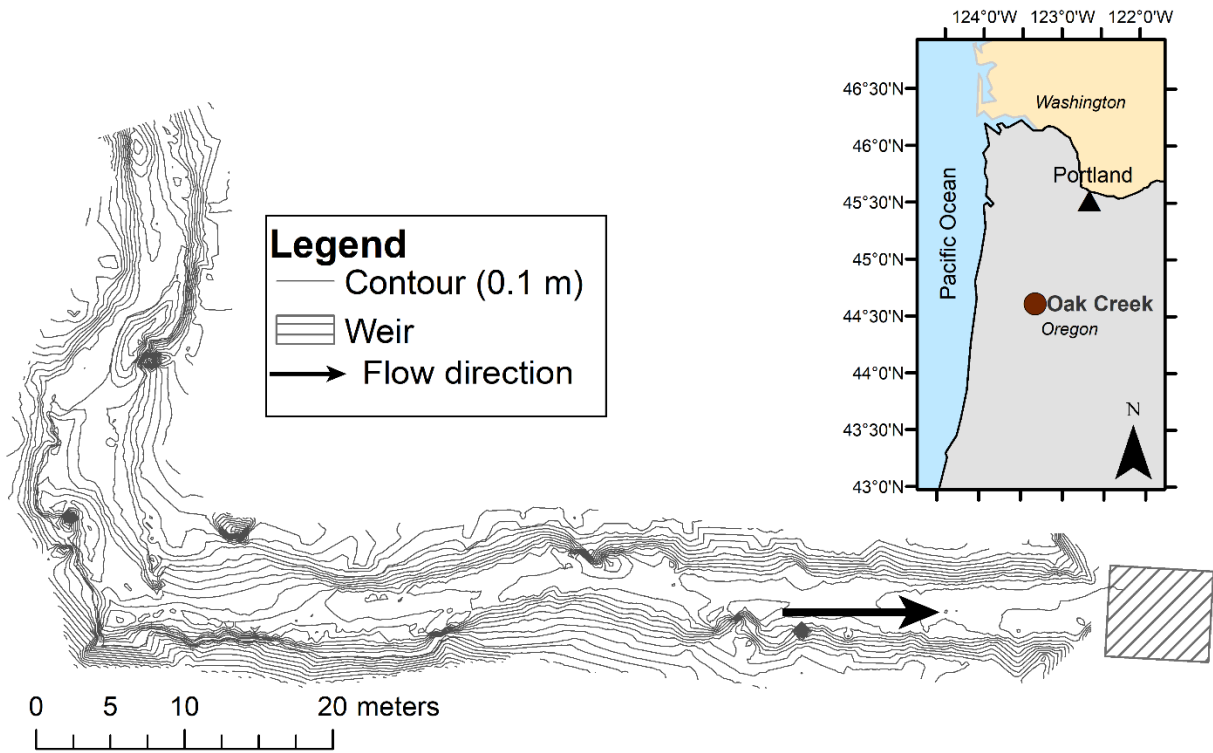 124°0'W 123°0'W 122°0'W
46°30'N
46°0'N
45°30'N
45°0'N
44°30'N
44°0'N
43°30'N
43°0'N
Washington
Portland
Pacific Ocean
Oak Creek
Oregon
N
Legend
Contour (0.1 m)
Weir
Flow direction
0 10 20 meters